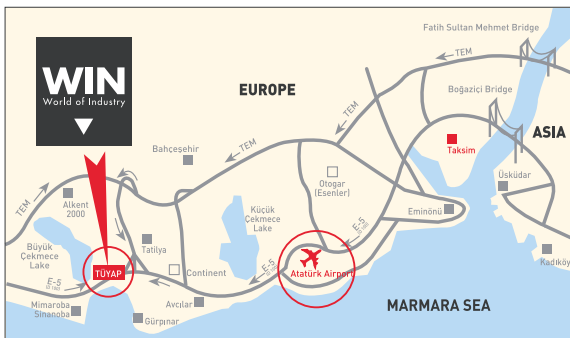 Fatih Sultan Mehmet Bridge
TEM
WIN
World of Industry
EUROPE
Boğaziçi Bridge
TEM
ASIA
Taksim
Bahçeşehir
TEM
Otogar
(Esenler)
Üsküdar
Alkent
2000
TEM
Küçük
Çekmece
Lake
Eminönü
Tatilya
E-5
Büyük
Çekmece
Lake
Kadıköy
TÜYAP
Continent
E-5
Atatürk Airport
E-5
Avcılar
MARMARA SEA
Mimaroba
Sinanoba
Gürpınar